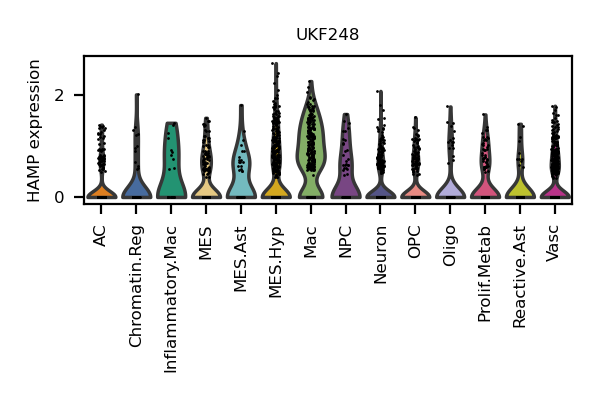 UKF248
HAMP expression
2
0
AC
Chromatin.Reg
Inflammatory.Mac
MES
MES.Ast
MES.Hyp
Mac
NPC
Neuron
OPC
Oligo
Prolif.Metab
Reactive.Ast
Vasc